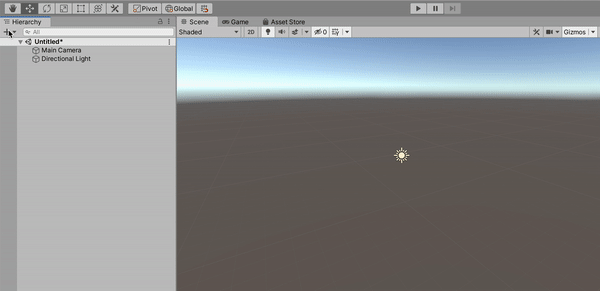 Pivot Global
Hierarchy Scene Game Asset Store
All Shaded 2D 0 Gizmos
Untitled*
Main Camera
Directional Light